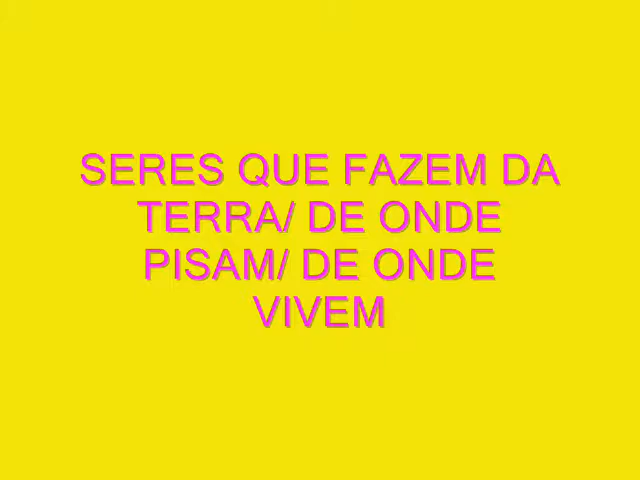 SERES QUE FAZEM DA
TERRA/ DE ONDE
PISAM/ DE ONDE
VIVEM